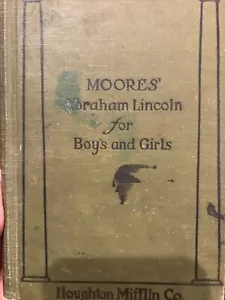 MOORES'
Abraham Lincoln
for
Boys and Girls
Houghton Mifflin Co.